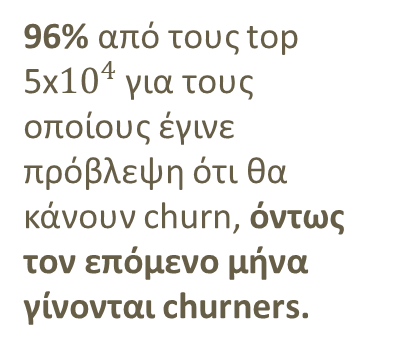 96% από τους top
5x10⁴ για τους
οποίους έγινε
πρόβλεψη ότι θα
κάνουν churn, όντως
τον επόμενο μήνα
γίνονται churners.